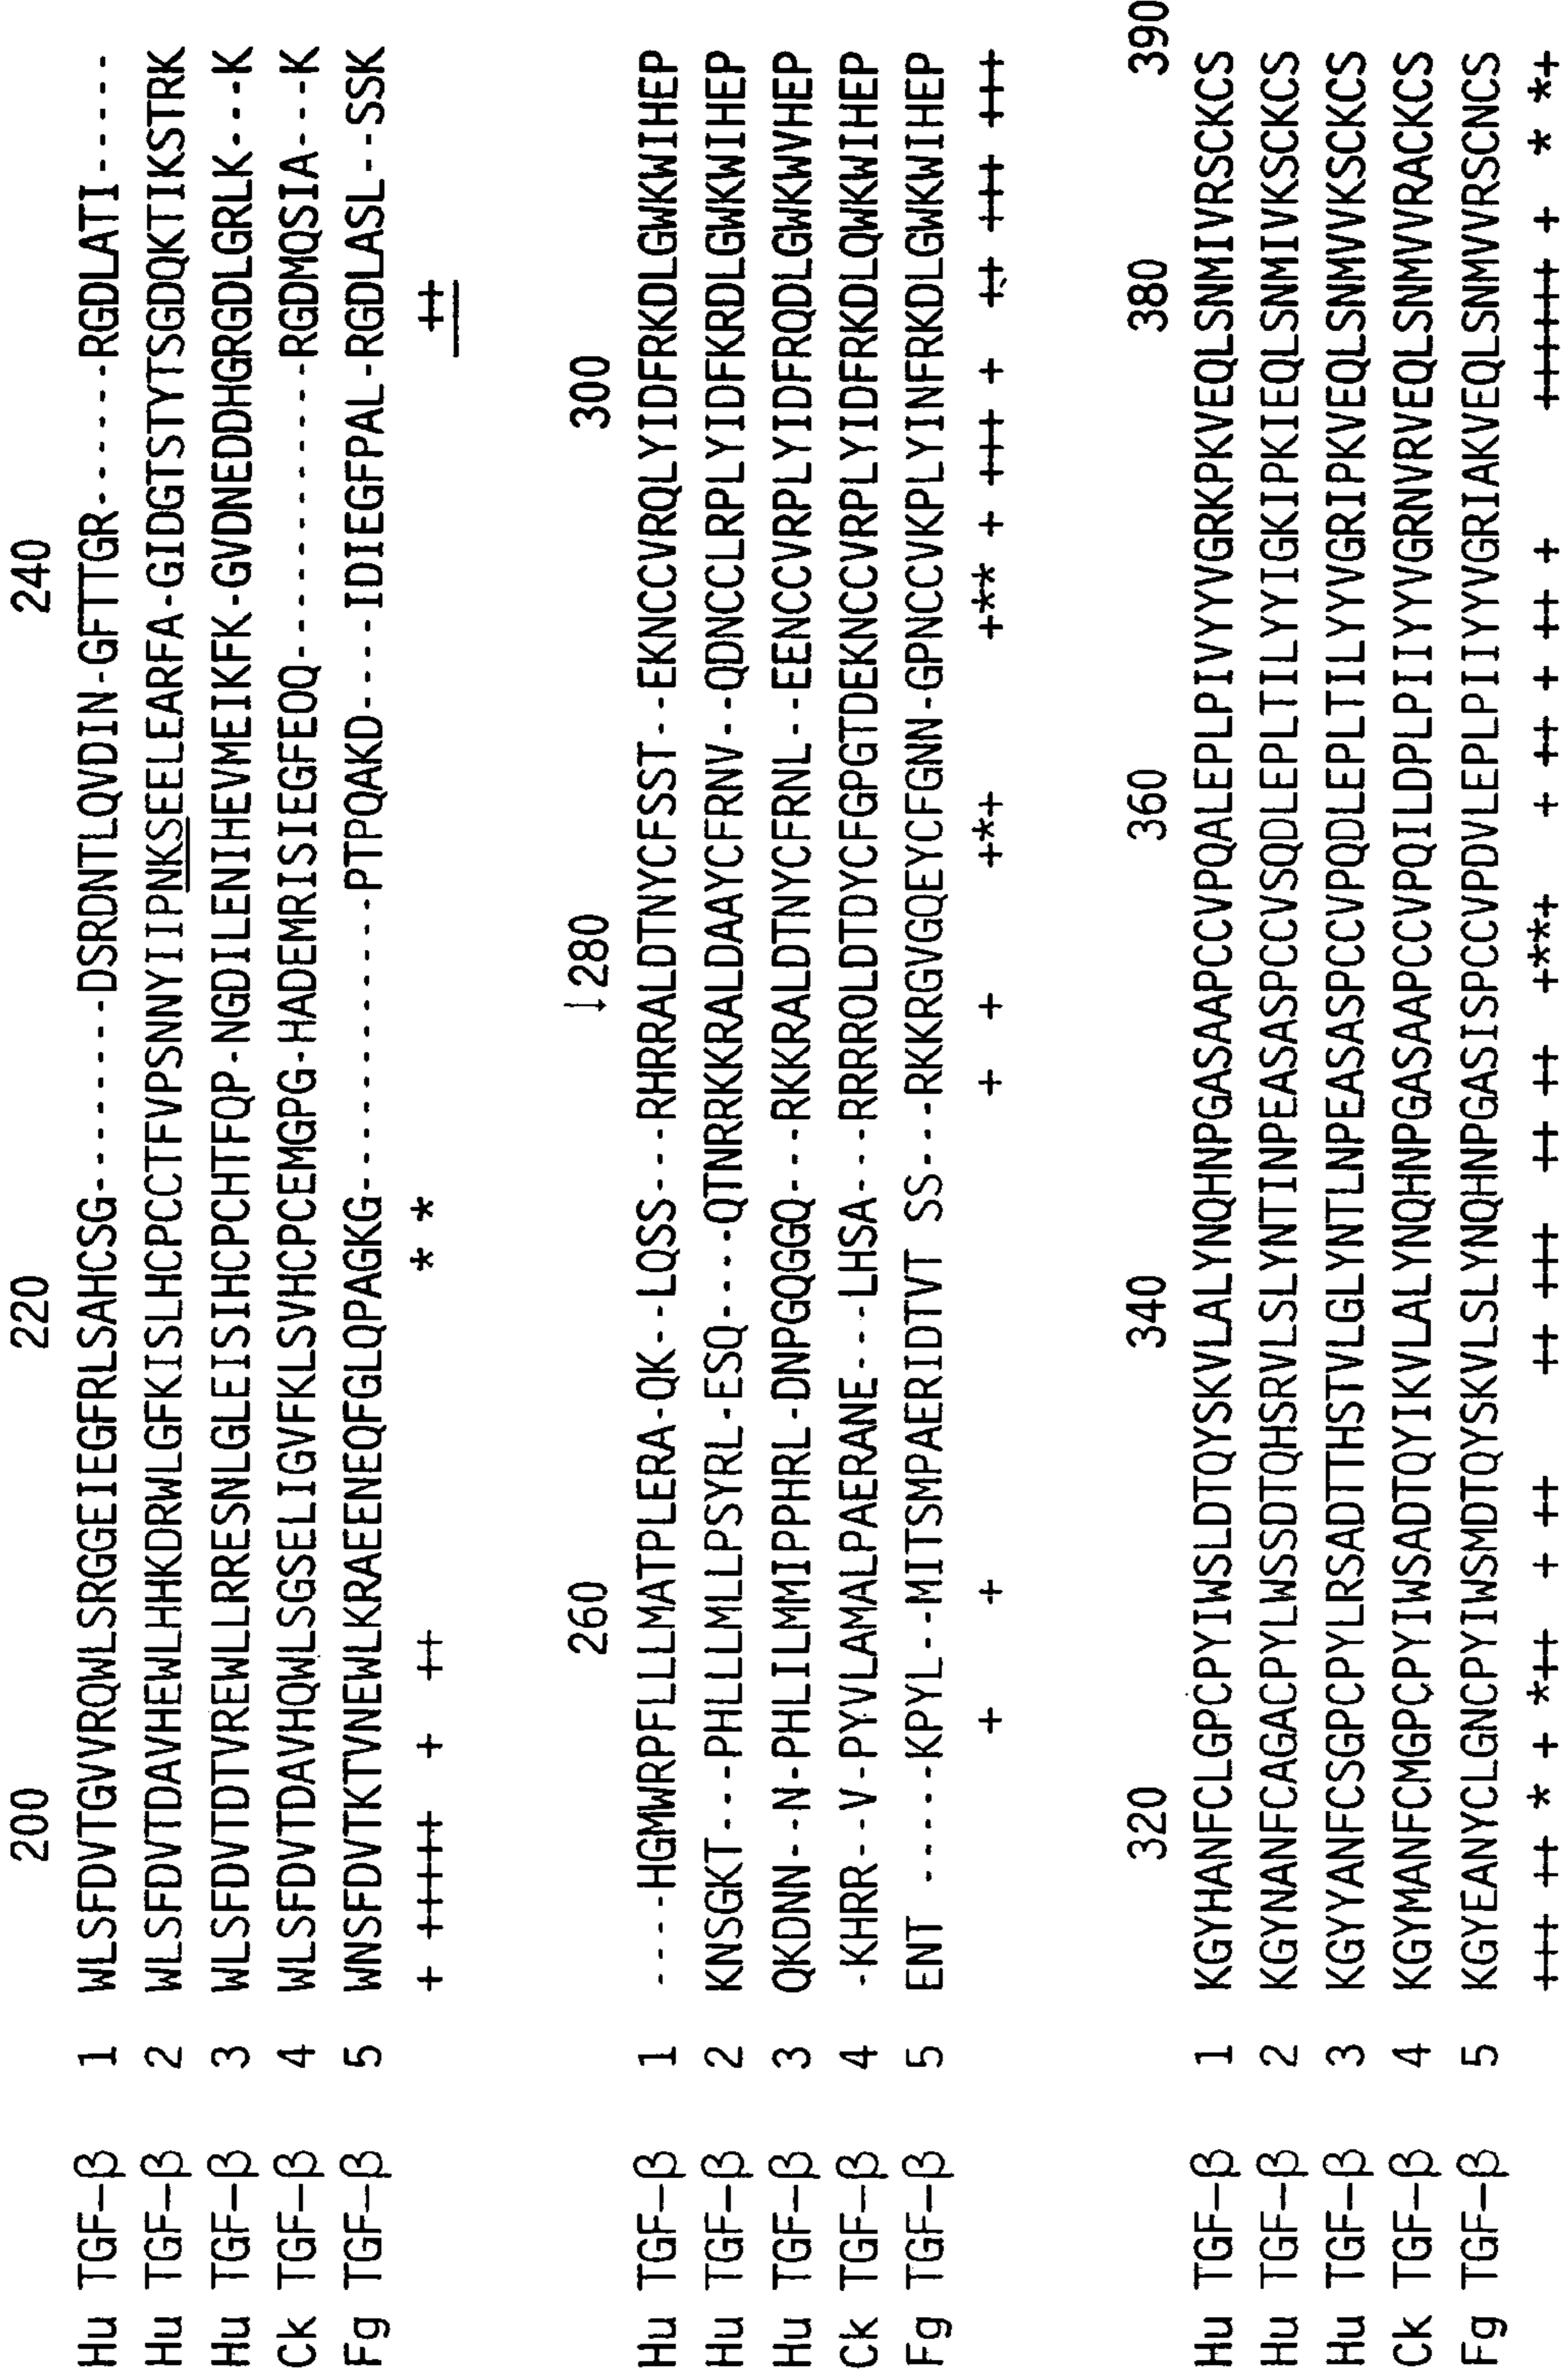 200 220 240
Hu TGF-β 1 WLSFDVTGVVRQWLSRGGEIEGFRLSAHCSG-------DSRDNTLQVDIN-GFTTGR-----RGDLATI-----
Hu TGF-β 2 WLSFDVTDAVHEWLHHKDRWLGFKISLHCPCCTFVPSNNYIIPNKSEELEARFA-GIDGTSTYTSGDQKTIKSTRK
Hu TGF-β 3 WLSFDVTDTVREWLLRRESNLGLEISIHCPCHTFQP-NGDILENIHEVMEIKFK-GVDNEDDHGRGDLGRLK---K
Ck TGF-β 4 WLSFDVTDAVHQWLSGSELIGVFKLSVHCPCEMGPG-HADEMRISIEGFEQQ------------RGDMQSIA---K
Fg TGF-β 5 WNSFDVTKTVNEWLKRAEENEQFGLQPAGKG-----------PTPQAKD----IDIEGFPAL-RGDLASL--SSK
+ +++++ + ++ * * ++
260 ↓280 300
Hu TGF-β 1 ----HGMWRPFLLLMATPLERA-QK--LQSS---RHRRALDTNYCFSST--EKNCCVRQLYIDFRKDLGWKWIHEP
Hu TGF-β 2 KNSGKT---PHLLLMLLPSYRL-ESQ----QTNRRKKRALDAAYCFRNV--QDNCCLRPLYIDFKRDLGWKWIHEP
Hu TGF-β 3 QKDNN--N-PHLILMMIPPHRL-DNPGQGGQ---RKKRALDTNYCFRNL--EENCCVRPLYIDFRQDLGWKWVHEP
Ck TGF-β 4 -KHRR--V-PYVLAMALPAERANE---LHSA---RRRROLDTDYCFGPGTDEKNCCVRPLYIDFRKDLQWKWIHEP
Fg TGF-β 5 ENT -----KPYL--MITSMPAERIDTVT SS---RKKRGVGQEYCFGNN-GPNCCVKPLYINFRKDLGWKWIHEP
+ + + + +*+ +** + +++ + ++ +++ +++
320 340 360 380 390
Hu TGF-β 1 KGYHANFCLGPCPYIWSLDTQYSKVLALYNQHNPGASAAPCCVPQALEPLPIVYYVGRKPKVEQLSNMIVRSCKCS
Hu TGF-β 2 KGYNANFCAGACPYLWSSDTQHSRVLSLYNTINPEASASPCCVSQDLEPLTILYYIGKIPKIEQLSNMIVKSCKCS
Hu TGF-β 3 KGYYANFCSGPCPYLRSADTTHSTVLGLYNTLNPEASASPCCVPQDLEPLTILYYVGRIPKVEQLSNMVVKSCKCS
Ck TGF-β 4 KGYMANFCMGPCPYIWSADTQYIKVLALYNQHNPGASAAPCCVPQILDPLPIIYYVGRNVRVEQLSNMVVRACKCS
Fg TGF-β 5 KGYEANYCLGNCPYIWSMDTQYSKVLSLYNQHNPGASISPCCVPDVLEPLPIIYYVGRIAKVEQLSNMVVRSCNCS
+++ ++ * + *++ + ++ ++ +++ ++ ++ +**+ + ++ + ++ + ++++++ + * *+